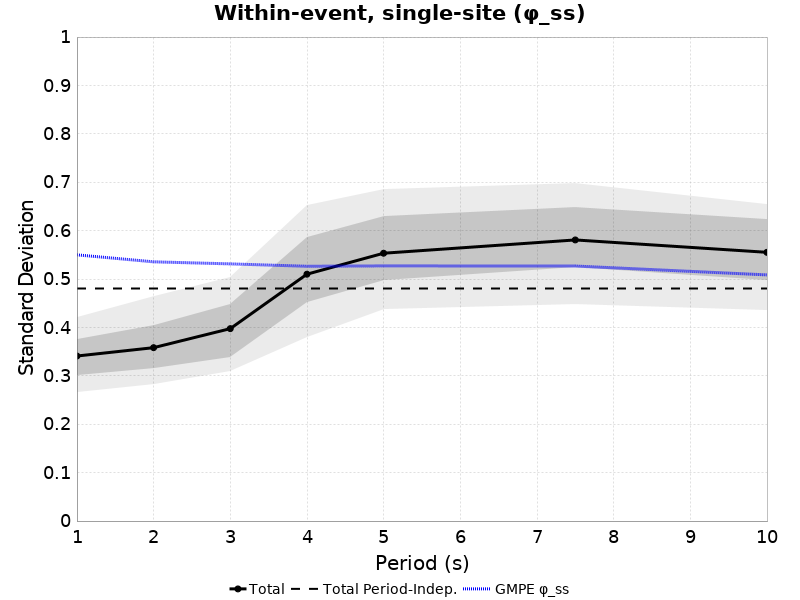 Within-event, single-site (φ_ss)
Standard Deviation
1
0.9
0.8
0.7
0.6
0.5
0.4
0.3
0.2
0.1
0
1 2 3 4 5 6 7 8 9 10
Period (s)
Total Total Period-Indep. GMPE φ_ss